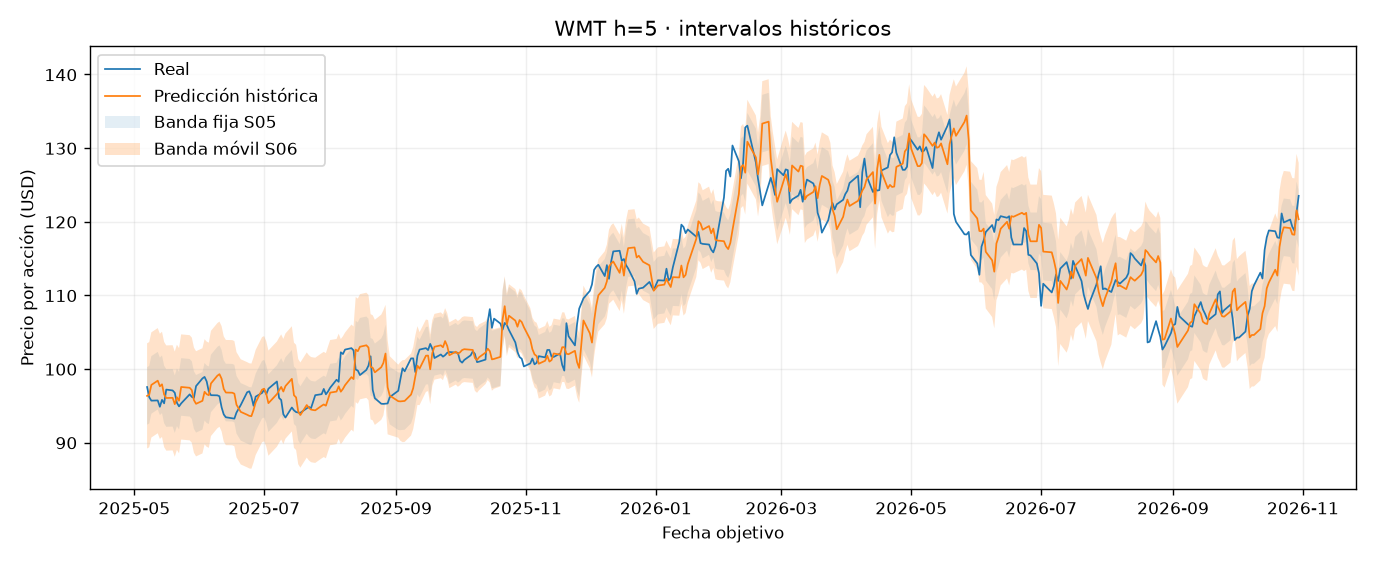 WMT h=5 · intervalos históricos
Real
Predicción histórica
Banda fija S05
Banda móvil S06
Precio por acción (USD)
140
130
120
110
100
90
2025-05
2025-07
2025-09
2025-11
2026-01
2026-03
2026-05
2026-07
2026-09
2026-11
Fecha objetivo